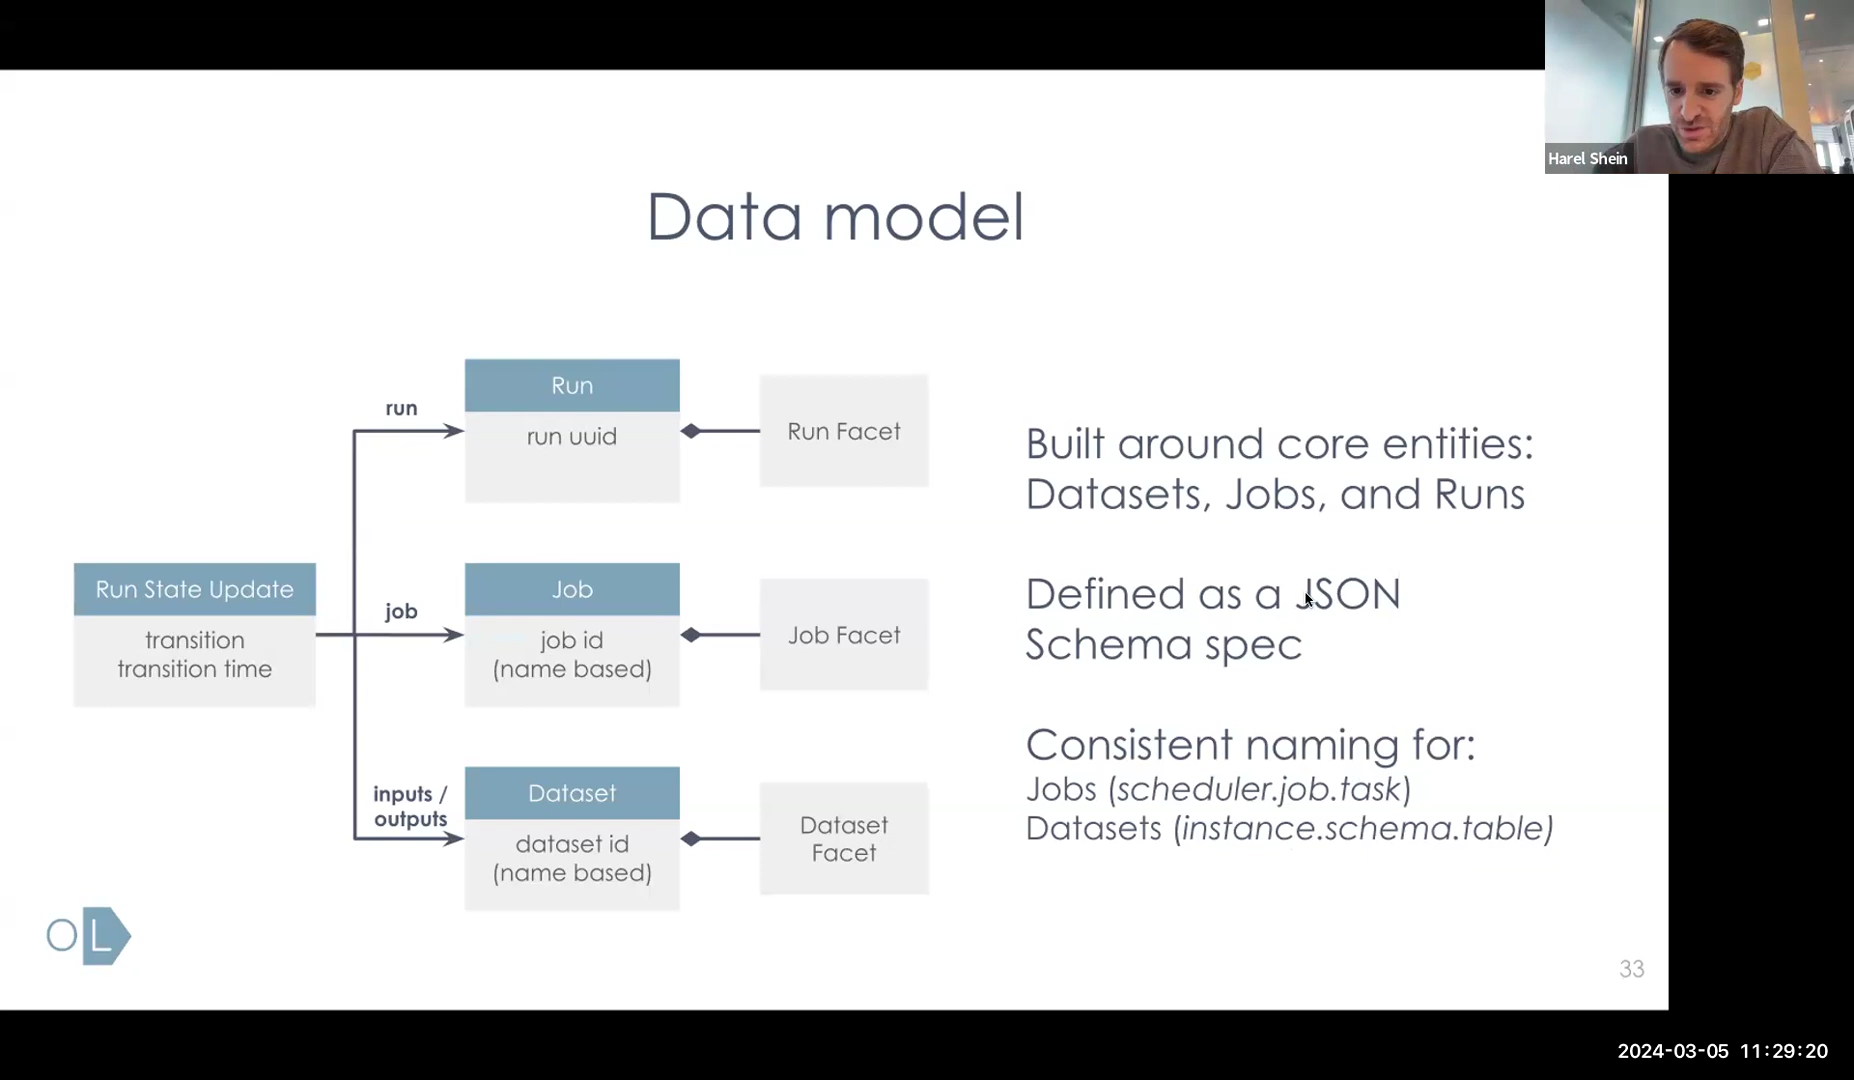 Harel Shein
Data model
Run
run uuid
Run Facet
run
Run State Update
transition
transition time
job
Job
job id
(name based)
Job Facet
inputs /
outputs
Dataset
dataset id
(name based)
Dataset
Facet
Built around core entities:
Datasets, Jobs, and Runs
Defined as a JSON
Schema spec
Consistent naming for:
Jobs (scheduler.job.task)
Datasets (instance.schema.table)
OL
33
2024-03-05 11:29:20